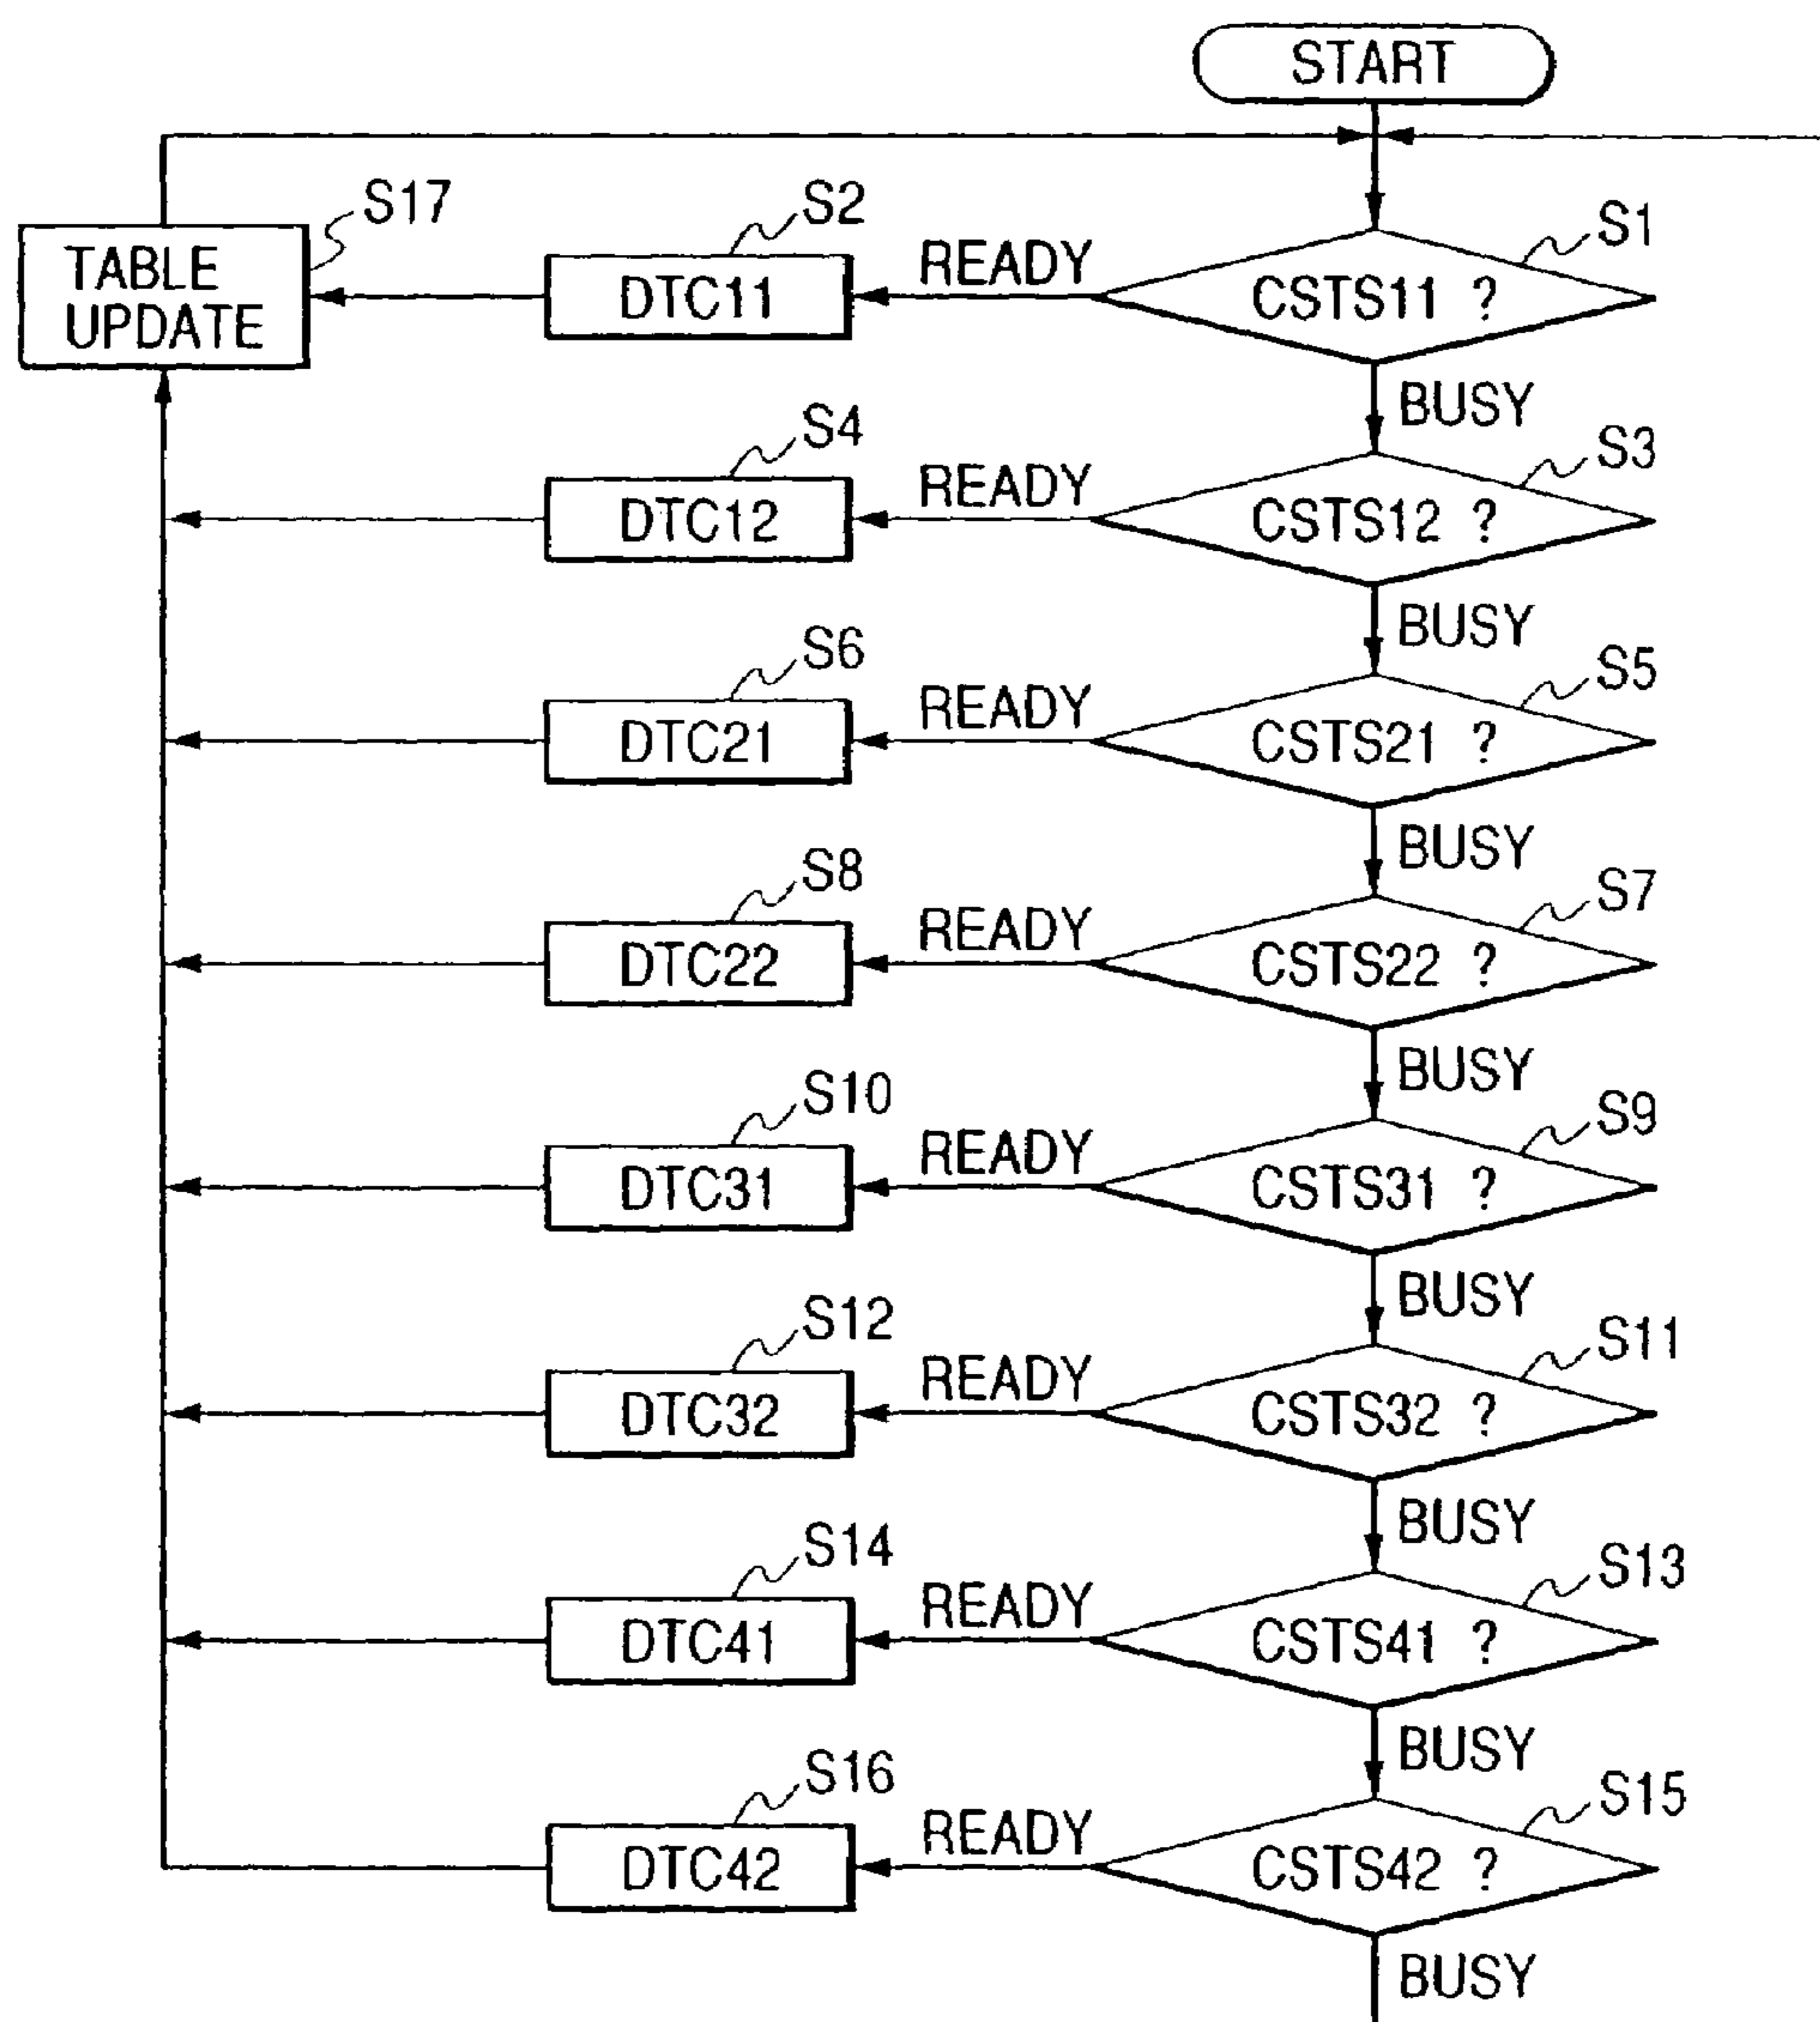 START
S17
S2
S1
TABLE
UPDATE
DTC11
READY
CSTS11 ?
BUSY
S4
S3
DTC12
READY
CSTS12 ?
BUSY
S6
S5
DTC21
READY
CSTS21 ?
BUSY
S8
S7
DTC22
READY
CSTS22 ?
BUSY
S10
S9
DTC31
READY
CSTS31 ?
BUSY
S12
S11
DTC32
READY
CSTS32 ?
BUSY
S14
S13
DTC41
READY
CSTS41 ?
BUSY
S16
S15
DTC42
READY
CSTS42 ?
BUSY